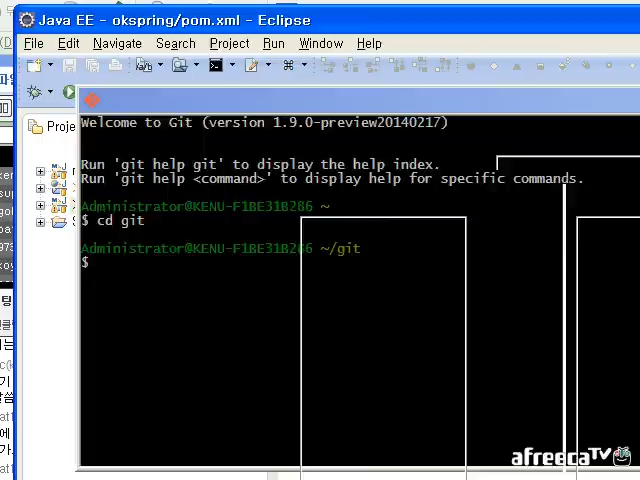 Java EE - okspring/pom.xml - Eclipse
File Edit Navigate Search Project Run Window Help
Proje
Welcome to Git (version 1.9.0-preview20140217)
Run 'git help git' to display the help index.
Run 'git help <command>' to display help for specific commands.
Administrator@KENU-F1BE31B286 ~
$ cd git
Administrator@KENU-F1BE31B286 ~/git
$
afreecaTV